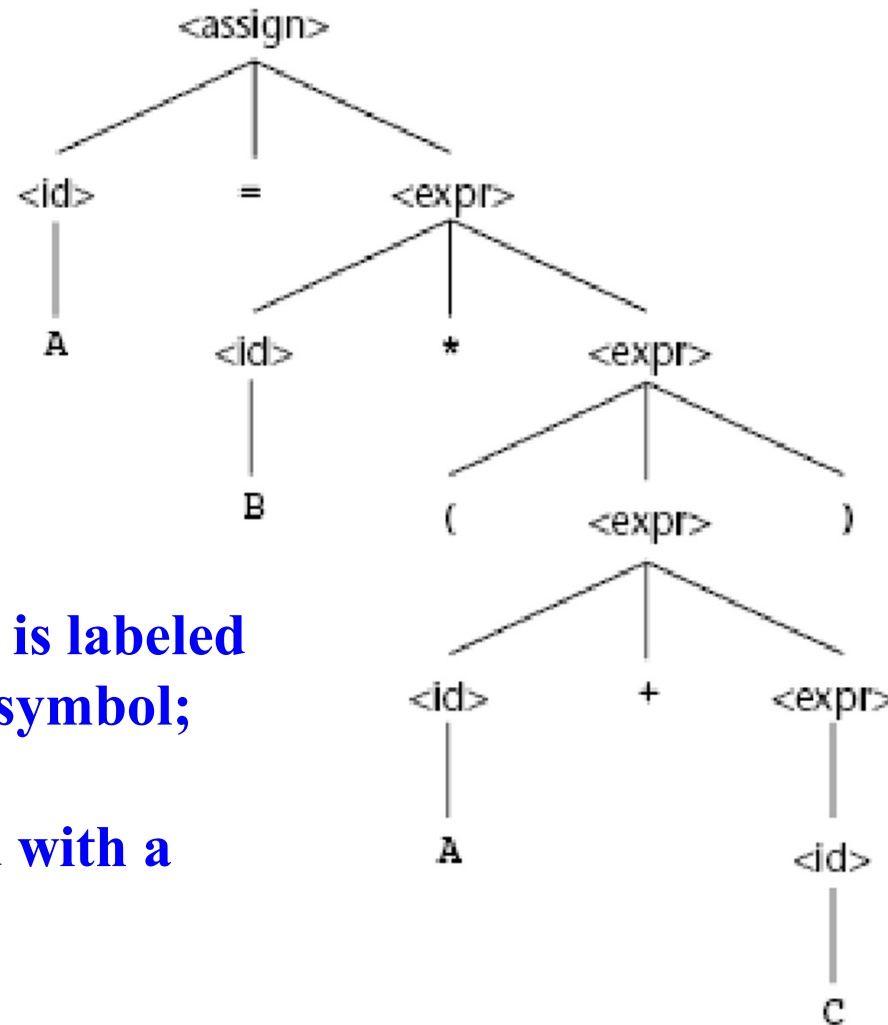 <assign>
<id> = <expr>
A <id> * <expr>
B ( <expr> )
is labeled
symbol;
<id> + <expr>
with a
A <id>
C